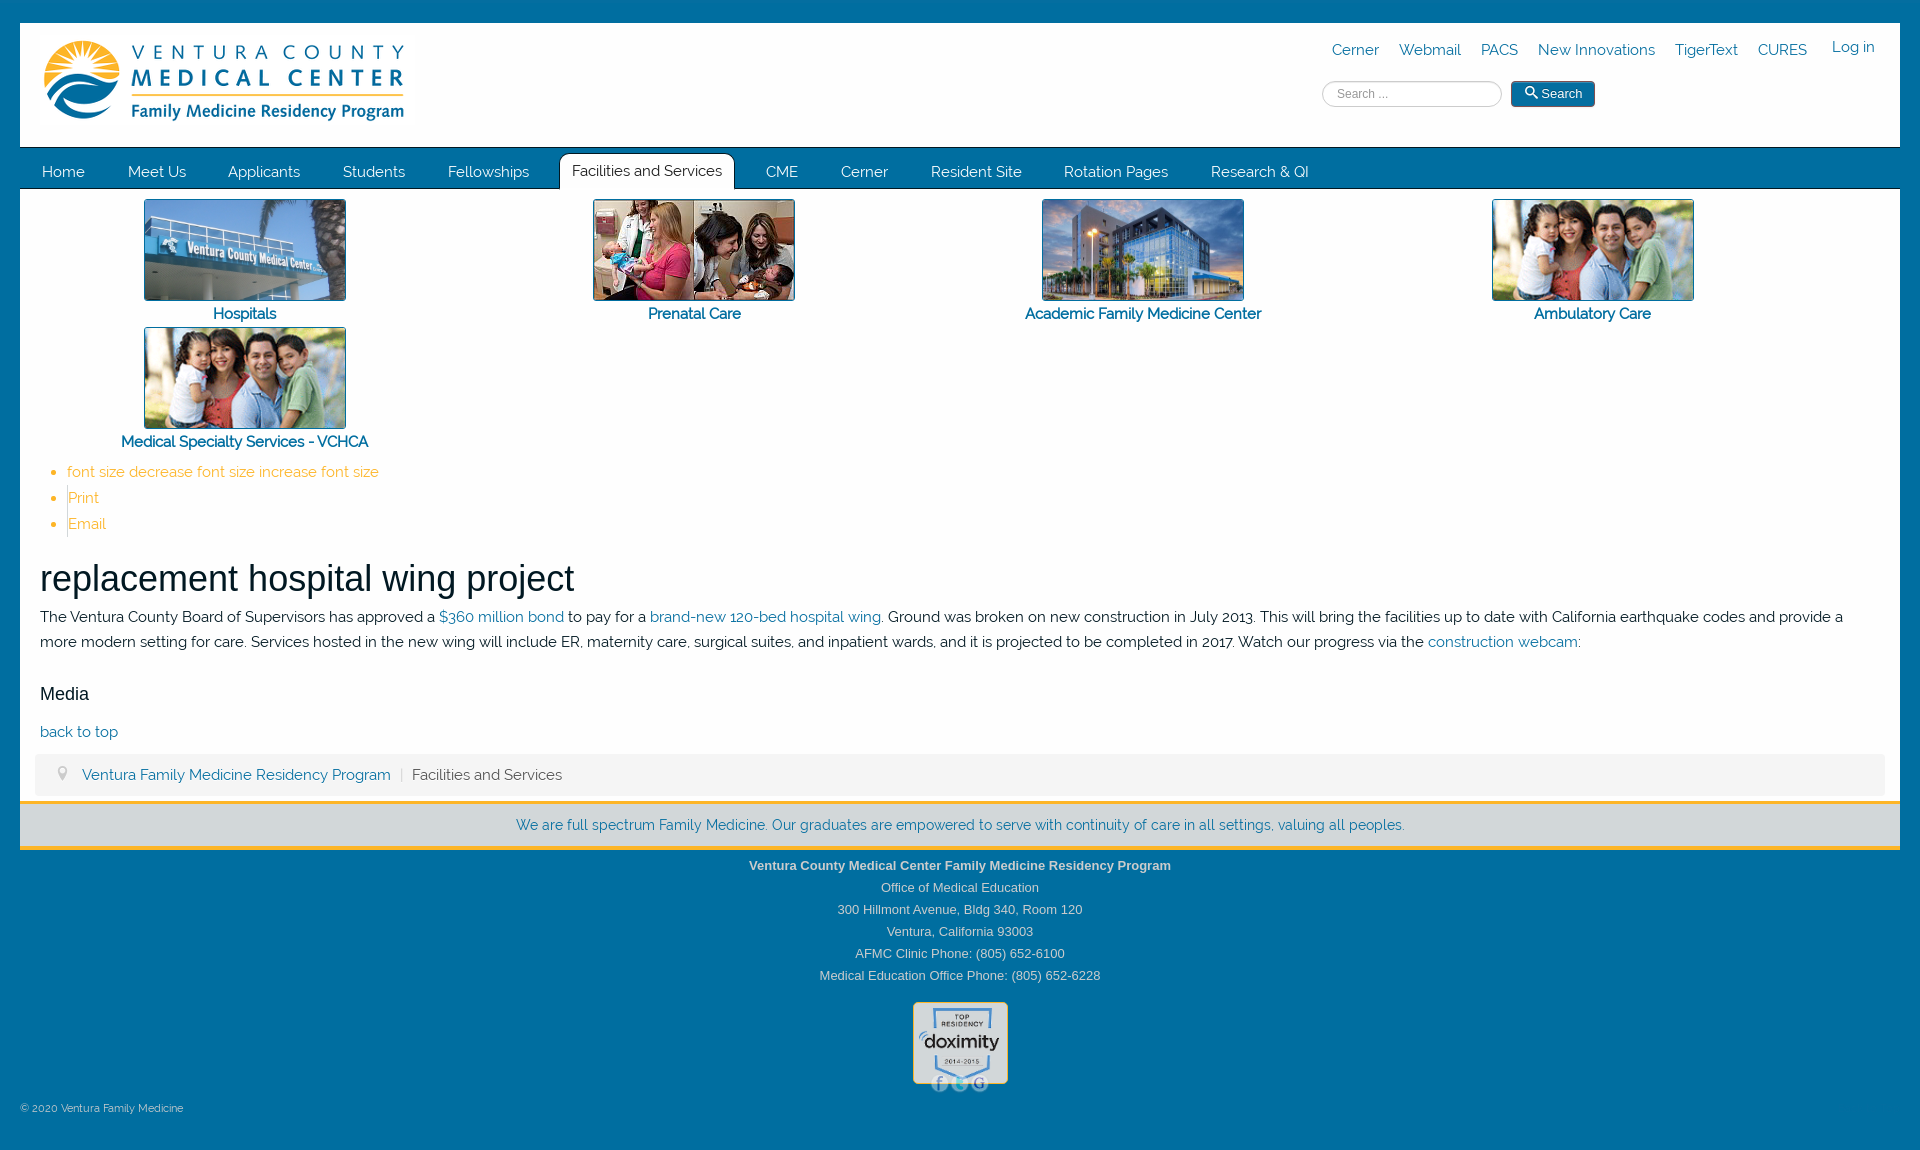 VENTURA COUNTY
MEDICAL CENTER
Family Medicine Residency Program
Cerner Webmail PACS New Innovations TigerText CURES Log in
Search ... Search
Home Meet Us Applicants Students Fellowships Facilities and Services CME Cerner Resident Site Rotation Pages Research & QI
Ventura County Medical Center
Hospitals Prenatal Care Academic Family Medicine Center Ambulatory Care
Medical Specialty Services - VCHCA
font size decrease font size increase font size
Print
Email
replacement hospital wing project
The Ventura County Board of Supervisors has approved a $360 million bond to pay for a brand-new 120-bed hospital wing. Ground was broken on new construction in July 2013. This will bring the facilities up to date with California earthquake codes and provide a
more modern setting for care. Services hosted in the new wing will include ER, maternity care, surgical suites, and inpatient wards, and it is projected to be completed in 2017. Watch our progress via the construction webcam:
Media
back to top
Ventura Family Medicine Residency Program | Facilities and Services
We are full spectrum Family Medicine. Our graduates are empowered to serve with continuity of care in all settings, valuing all peoples.
Ventura County Medical Center Family Medicine Residency Program
Office of Medical Education
300 Hillmont Avenue, Bldg 340, Room 120
Ventura, California 93003
AFMC Clinic Phone: (805) 652-6100
Medical Education Office Phone: (805) 652-6228
TOP
RESIDENCY
doximity
2014-2015
f G
© 2020 Ventura Family Medicine